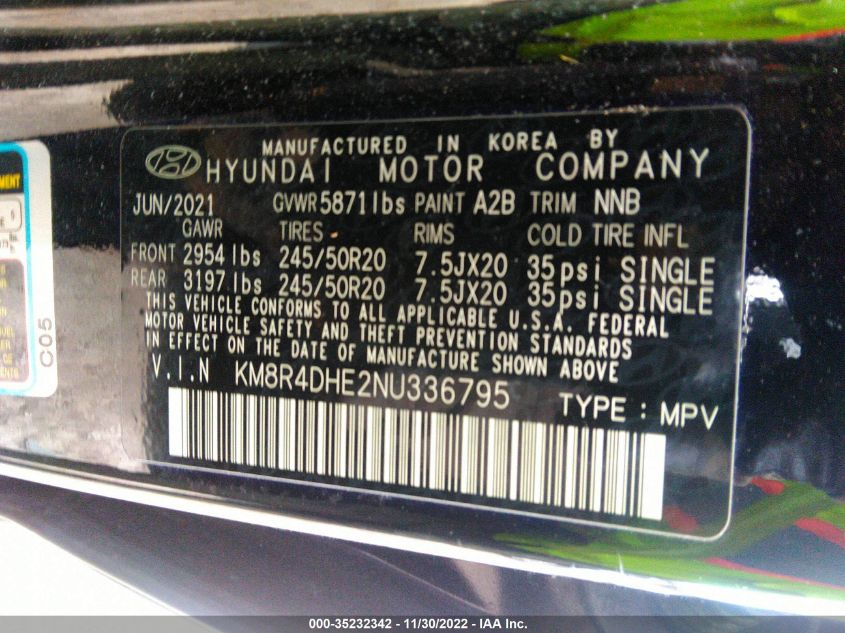 MANUFACTURED IN KOREA BY
HYUNDAI MOTOR COMPANY
JUN/2021 GVWR 5871 lbs PAINT A2B TRIM NNB
GAWR TIRES RIMS COLD TIRE INFL
FRONT 2954 lbs 245/50R20 7.5JX20 35psi SINGLE
REAR 3197 lbs 245/50R20 7.5JX20 35psi SINGLE
THIS VEHICLE CONFORMS TO ALL APPLICABLE U.S.A. FEDERAL
MOTOR VEHICLE SAFETY AND THEFT PREVENTION STANDARDS
IN EFFECT ON THE DATE OF MANUFACTURE SHOWN ABOVE
V.I.N KM8R4DHE2NU336795 TYPE : MPV
C05
000-35232342 - 11/30/2022 - IAA Inc.